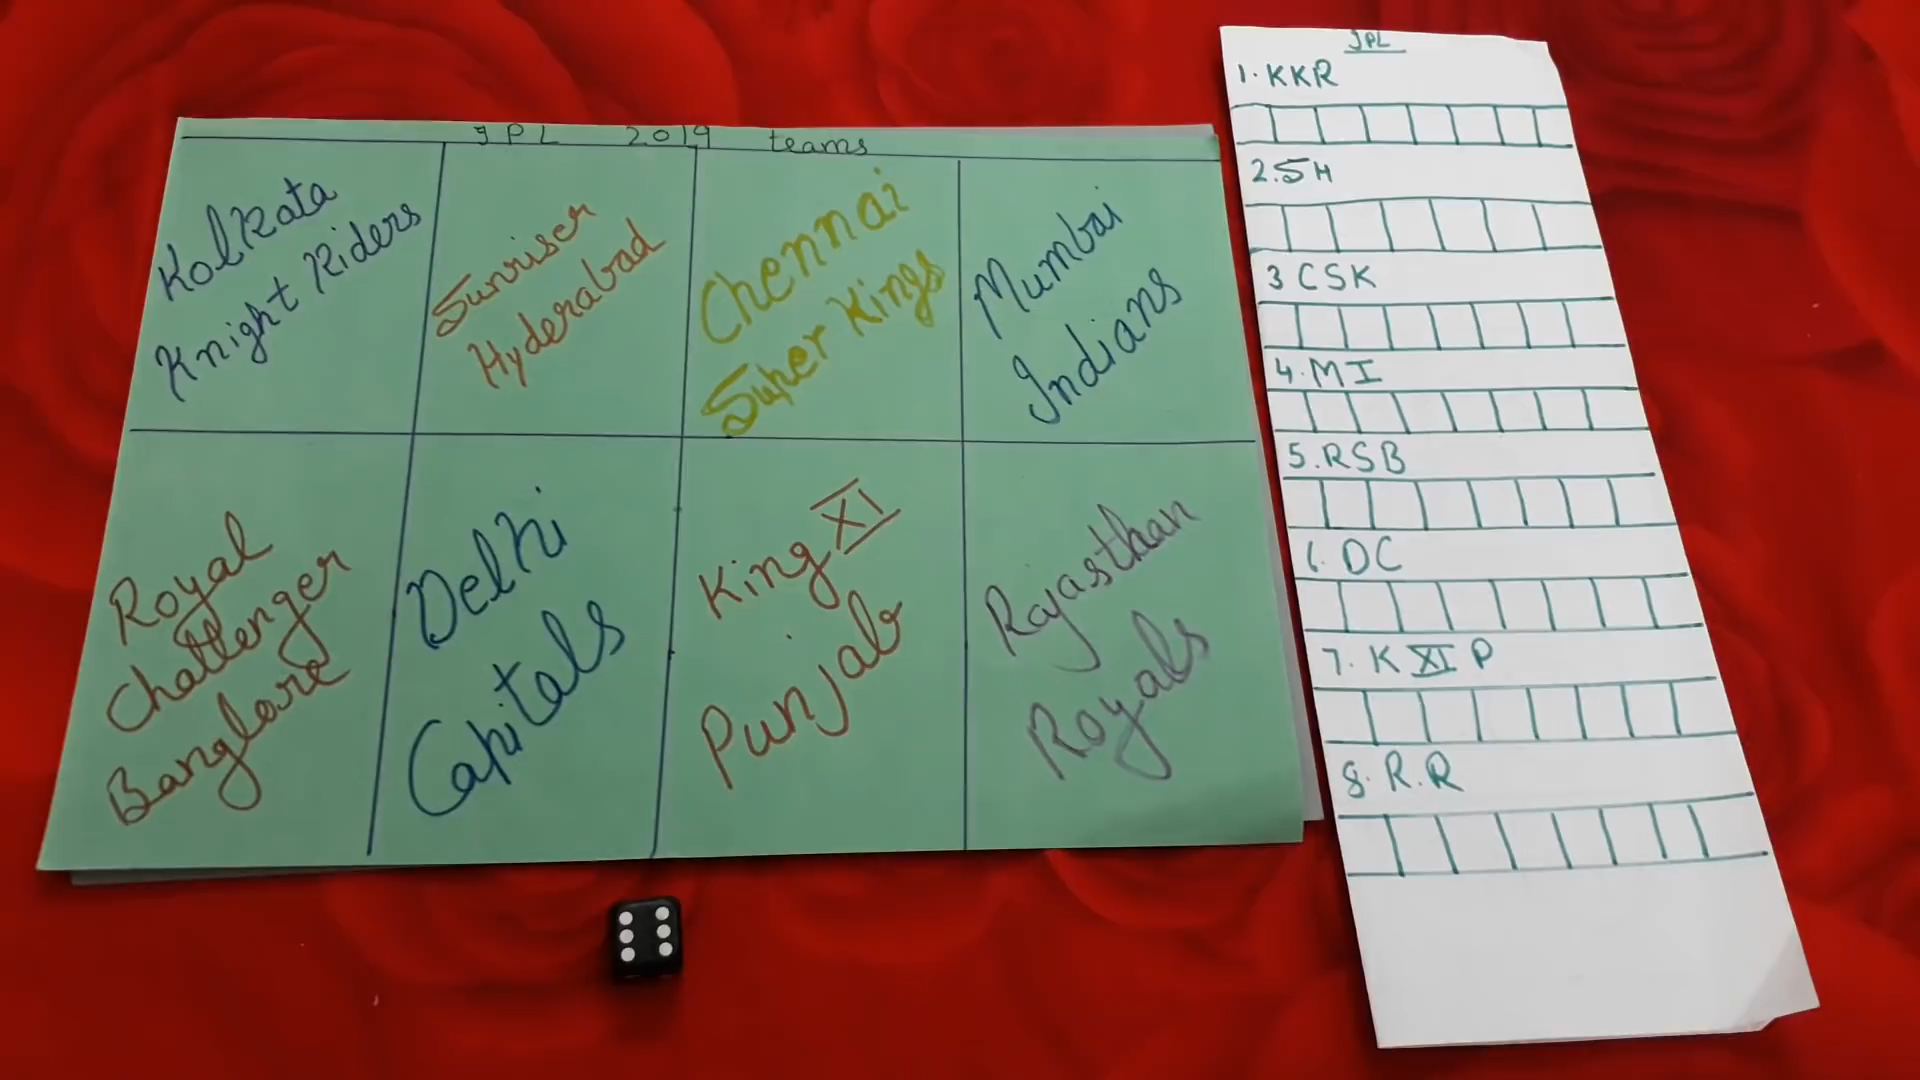 IPL 2019 teams
Kolkata
Knight Riders
Sunriser
Hyderabad
Chennai
Super Kings
Mumbai
Indians
Royal
Challenger
Banglore
Delhi
Capitals
King XI
Punjab
Rajasthan
Royals
IPL
1. KKR
2. SH
3 CSK
4. MI
5. RSB
6. DC
7. K XI P
8. R.R